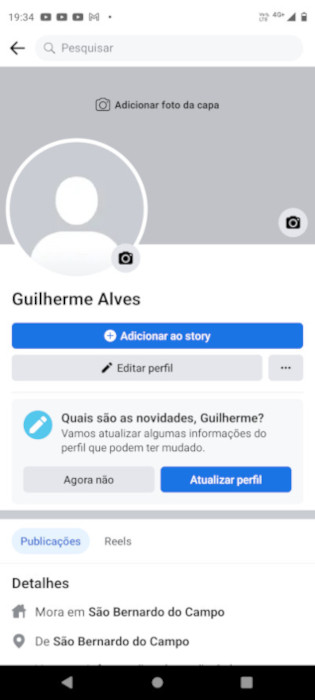 19:34
4G+
Pesquisar
Adicionar foto da capa
Guilherme Alves
Adicionar ao story
Editar perfil
Quais são as novidades, Guilherme?
Vamos atualizar algumas informações do
perfil que podem ter mudado.
Agora não
Atualizar perfil
Publicações
Reels
Detalhes
Mora em São Bernardo do Campo
De São Bernardo do Campo